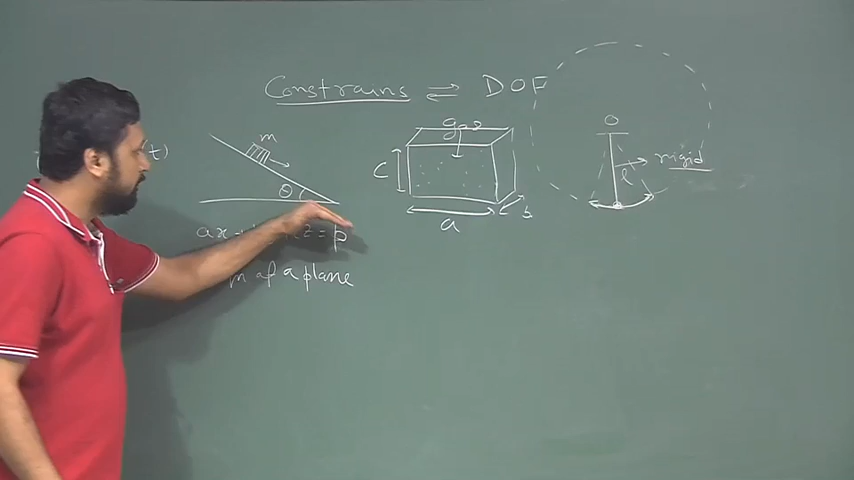 Constrains ⇌ DOF
t)
m
θ
gas
C
a
b
O
rigid
l
ax
z = p
of a plane